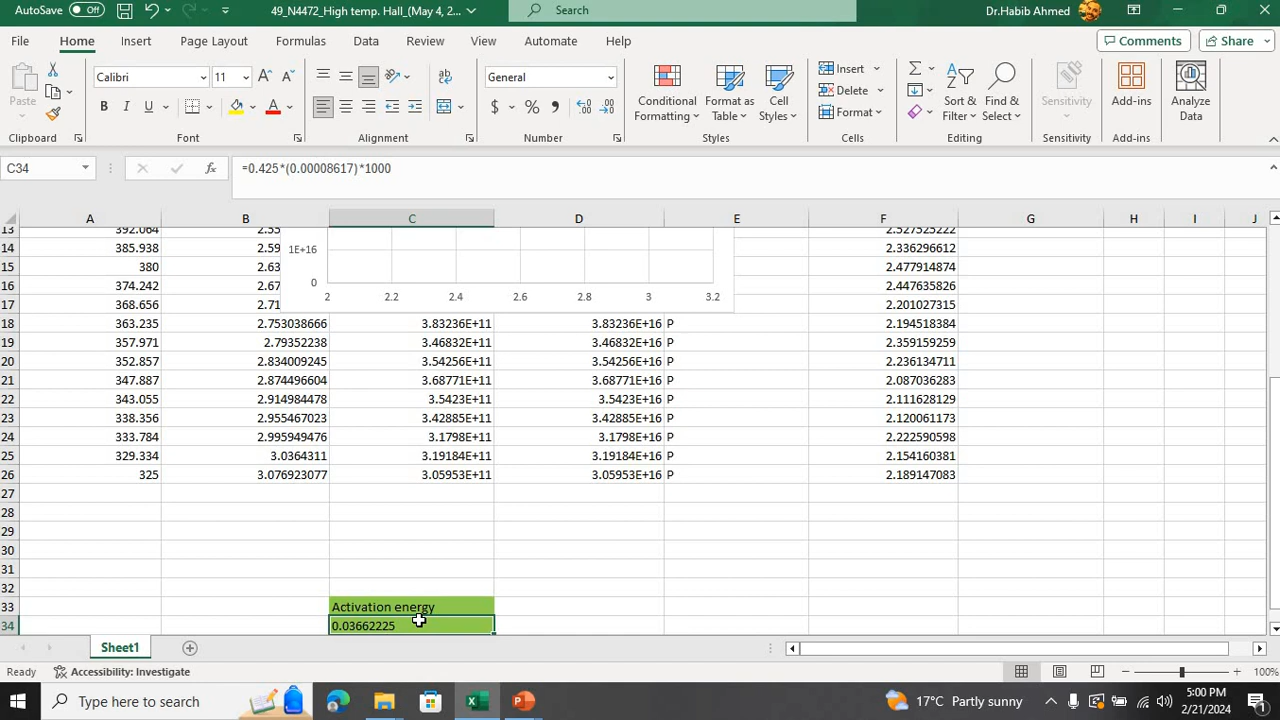 AutoSave Off 49_N4472_High temp. Hall_(May 4, 2... Search Dr.Habib Ahmed
File Home Insert Page Layout Formulas Data Review View Automate Help Comments Share
Paste Calibri 11 General Conditional Formatting Format as Table Cell Styles Insert Delete Format Sort & Filter Find & Select Sensitivity Add-ins Analyze Data
Clipboard Font Alignment Number Styles Cells Editing Sensitivity Add-ins
C34 fx =0.425*(0.00008617)*1000
A B C D E F G H I J
13 392.064 2.55 2.527525222
14 385.938 2.59 1E+16 2.336296612
15 380 2.63 0 2.477914874
16 374.242 2.67 2 2.2 2.4 2.6 2.8 3 3.2 2.447635826
17 368.656 2.71 2.201027315
18 363.235 2.753038666 3.83236E+11 3.83236E+16 P 2.194518384
19 357.971 2.79352238 3.46832E+11 3.46832E+16 P 2.359159259
20 352.857 2.834009245 3.54256E+11 3.54256E+16 P 2.236134711
21 347.887 2.874496604 3.68771E+11 3.68771E+16 P 2.087036283
22 343.055 2.914984478 3.5423E+11 3.5423E+16 P 2.111628129
23 338.356 2.955467023 3.42885E+11 3.42885E+16 P 2.120061173
24 333.784 2.995949476 3.1798E+11 3.1798E+16 P 2.222590598
25 329.334 3.0364311 3.19184E+11 3.19184E+16 P 2.154160381
26 325 3.076923077 3.05953E+11 3.05953E+16 P 2.189147083
27
28
29
30
31
32
33 Activation energy
34 0.03662225
Sheet1
Ready Accessibility: Investigate 100%
Type here to search 17°C Partly sunny 5:00 PM
2/21/2024